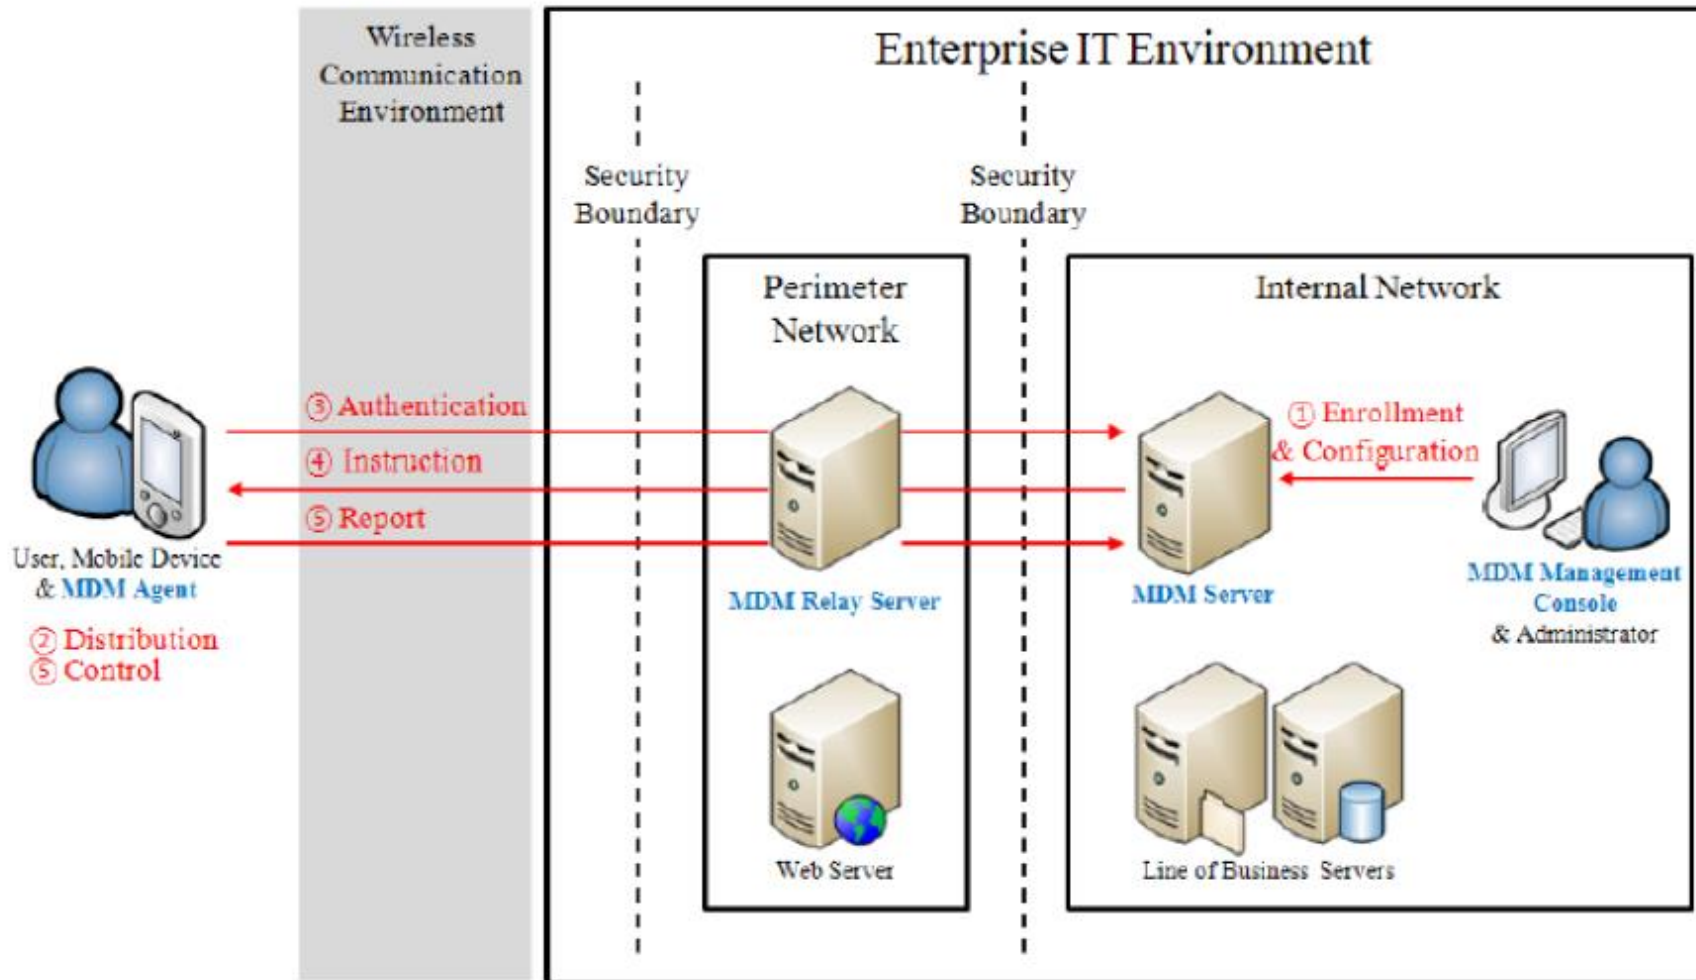 Wireless
Communication
Environment
Enterprise IT Environment
Security
Boundary
Security
Boundary
Perimeter
Network
Internal Network
③ Authentication
④ Instruction
⑤ Report
① Enrollment
& Configuration
User, Mobile Device
& MDM Agent
② Distribution
⑤ Control
MDM Relay Server
MDM Server
MDM Management
Console
& Administrator
Web Server
Line of Business Servers